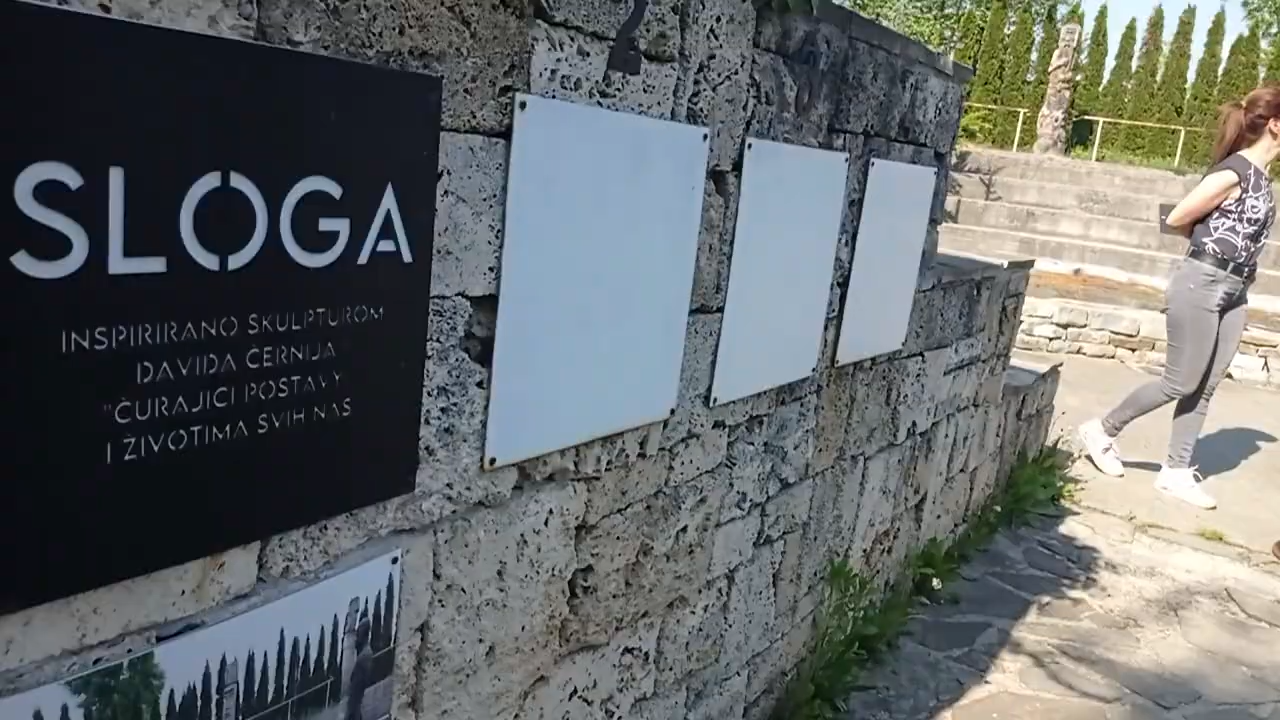 SLOGA
INSPIRIRANO SKULPTUROM
DAVIDA ČERNIJA
"ČURAJICI POSTAVY
I ŽIVOTIMA SVIH NAS